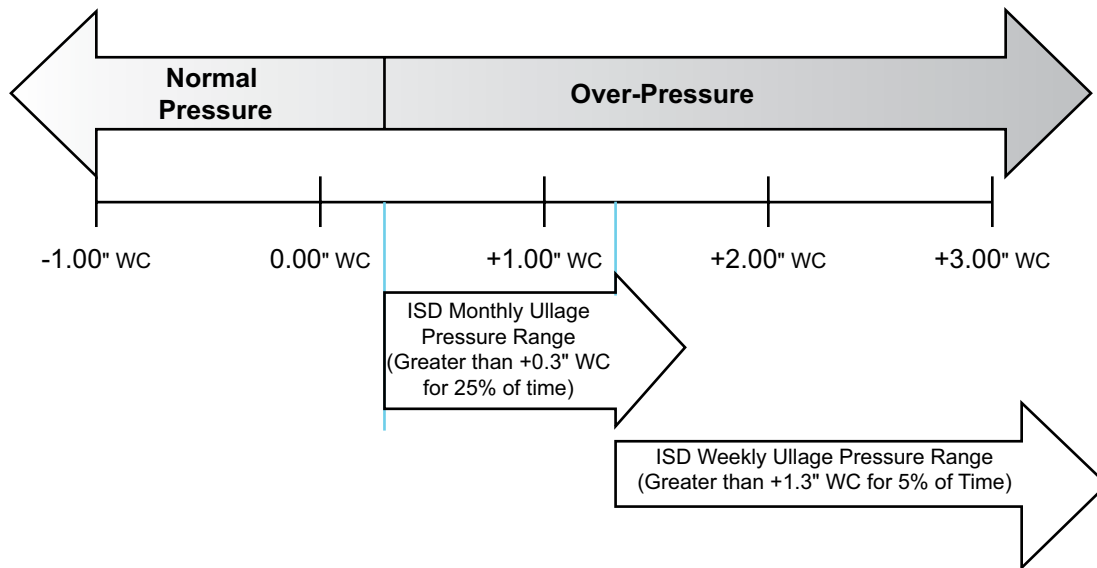 Normal
Pressure
Over-Pressure
-1.00" WC
0.00" WC
+1.00" WC
+2.00" WC
+3.00" WC
ISD Monthly Ullage
Pressure Range
(Greater than +0.3" WC
for 25% of time)
ISD Weekly Ullage Pressure Range
(Greater than +1.3" WC for 5% of Time)